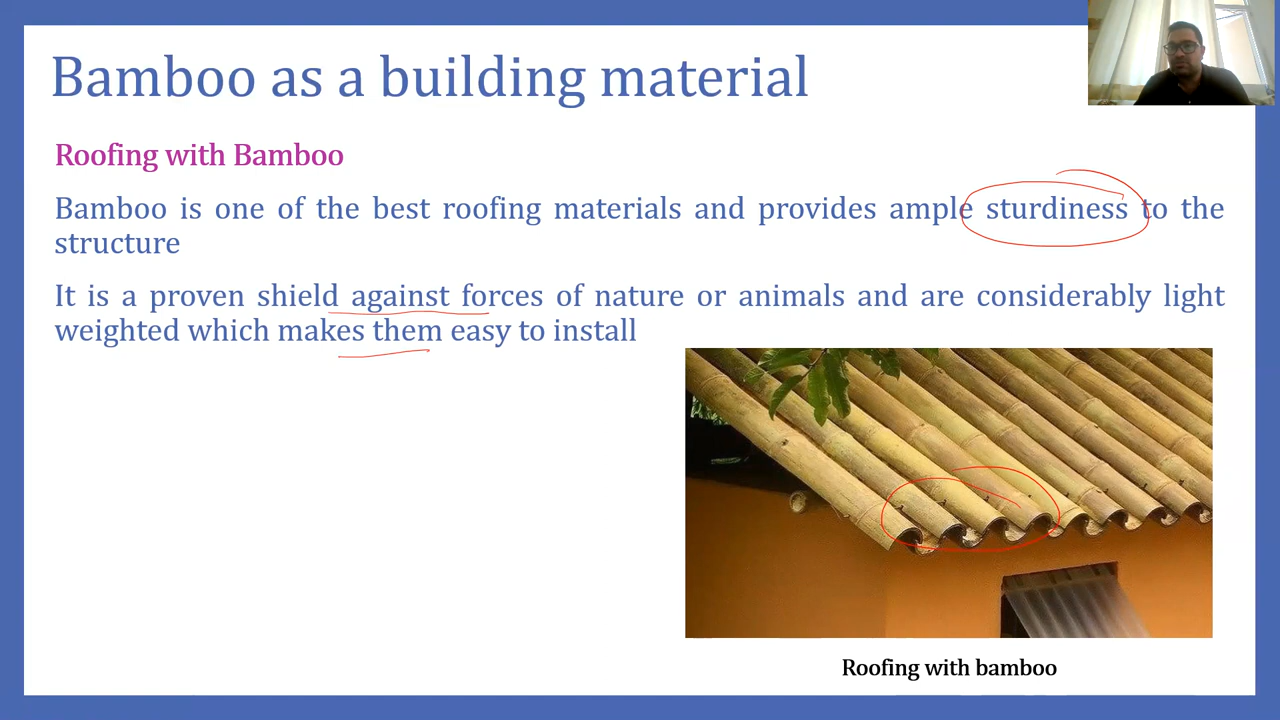 Bamboo as a building material
Roofing with Bamboo
Bamboo is one of the best roofing materials and provides ample sturdiness to the
structure
It is a proven shield against forces of nature or animals and are considerably light
weighted which makes them easy to install
Roofing with bamboo